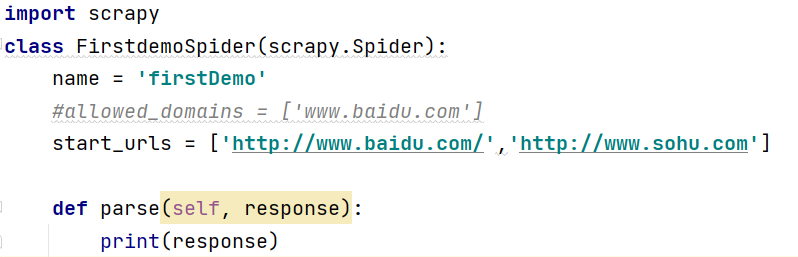 import scrapy
class FirstdemoSpider(scrapy.Spider):
    name = 'firstDemo'
    #allowed_domains = ['www.baidu.com']
    start_urls = ['http://www.baidu.com/','http://www.sohu.com']
    def parse(self, response):
        print(response)